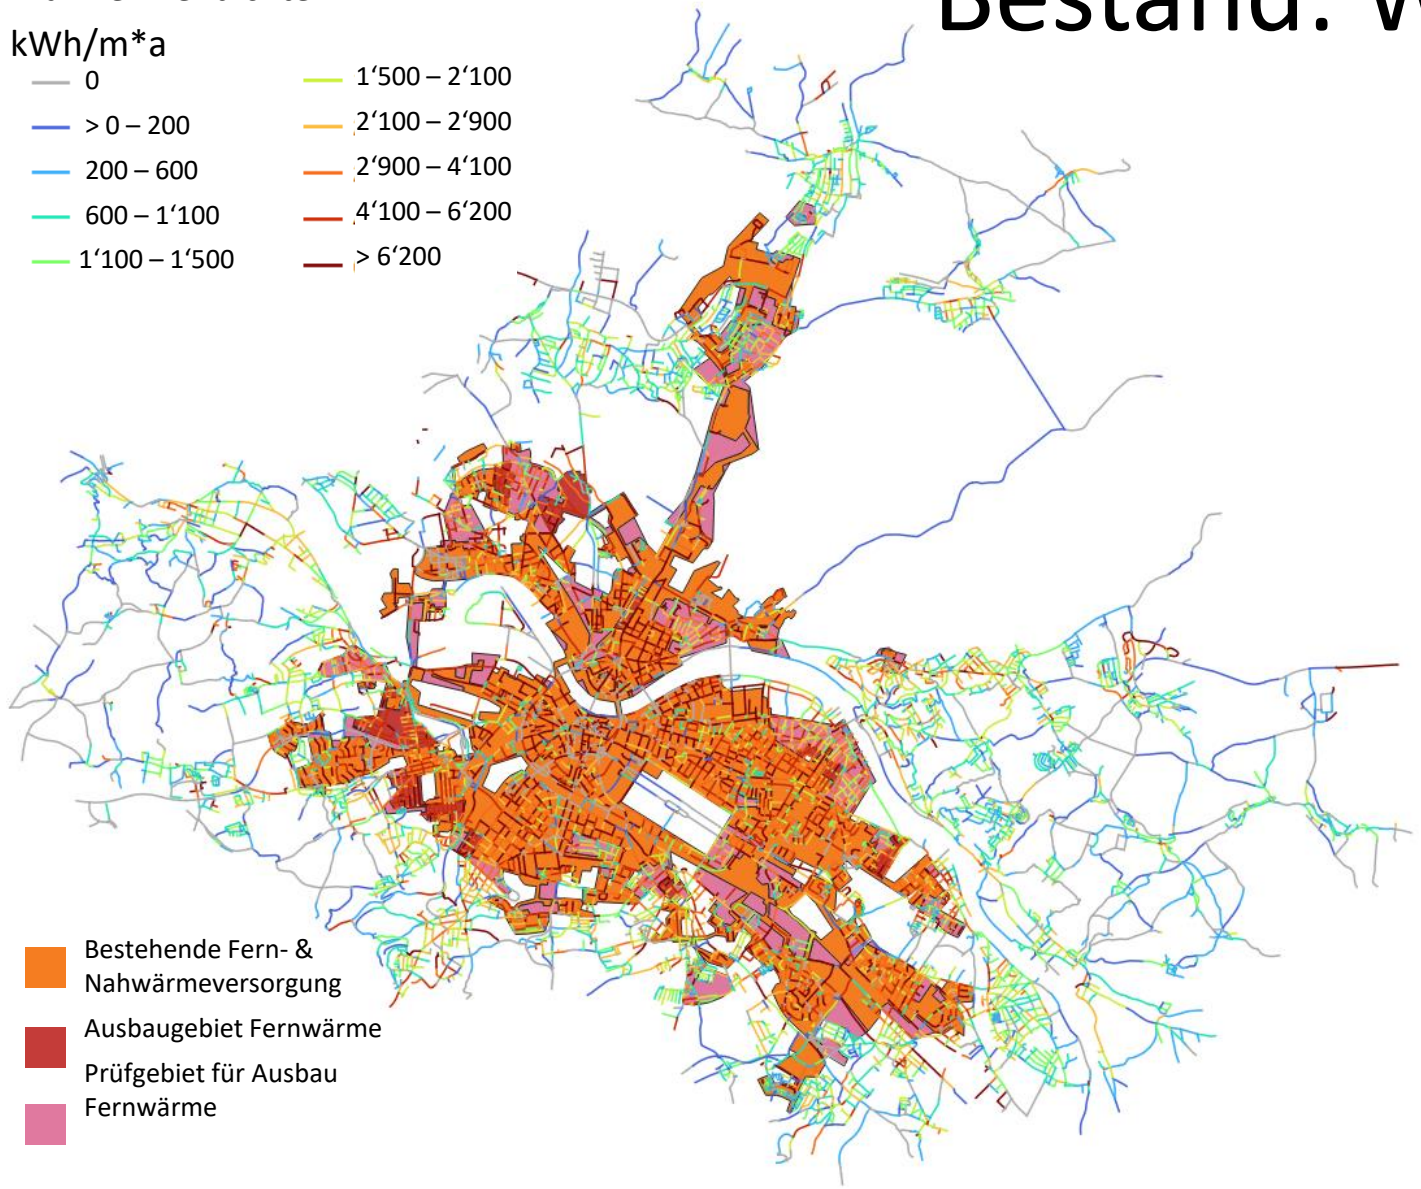 Bestand: W
kWh/m*a
0
> 0 – 200
200 – 600
600 – 1‘100
1‘100 – 1‘500
1‘500 – 2‘100
2‘100 – 2‘900
2‘900 – 4‘100
4‘100 – 6‘200
> 6‘200
Bestehende Fern- &
Nahwärmeversorgung
Ausbaugebiet Fernwärme
Prüfgebiet für Ausbau
Fernwärme